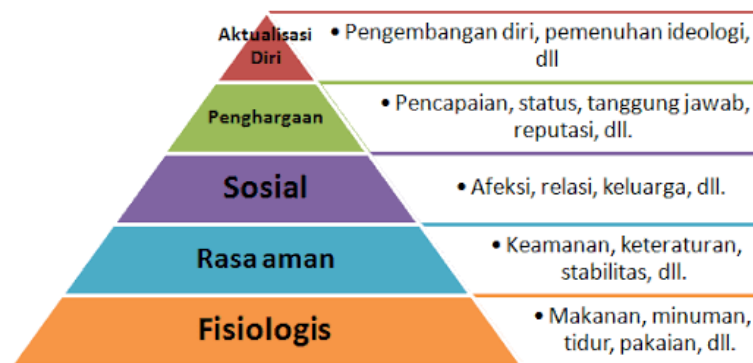 Aktualisasi
Diri
• Pengembangan diri, pemenuhan ideologi,
dll
Penghargaan
• Pencapaian, status, tanggung jawab,
reputasi, dll.
Sosial
• Afeksi, relasi, keluarga, dll.
Rasa aman
• Keamanan, keteraturan,
stabilitas, dll.
Fisiologis
• Makanan, minuman,
tidur, pakaian, dll.